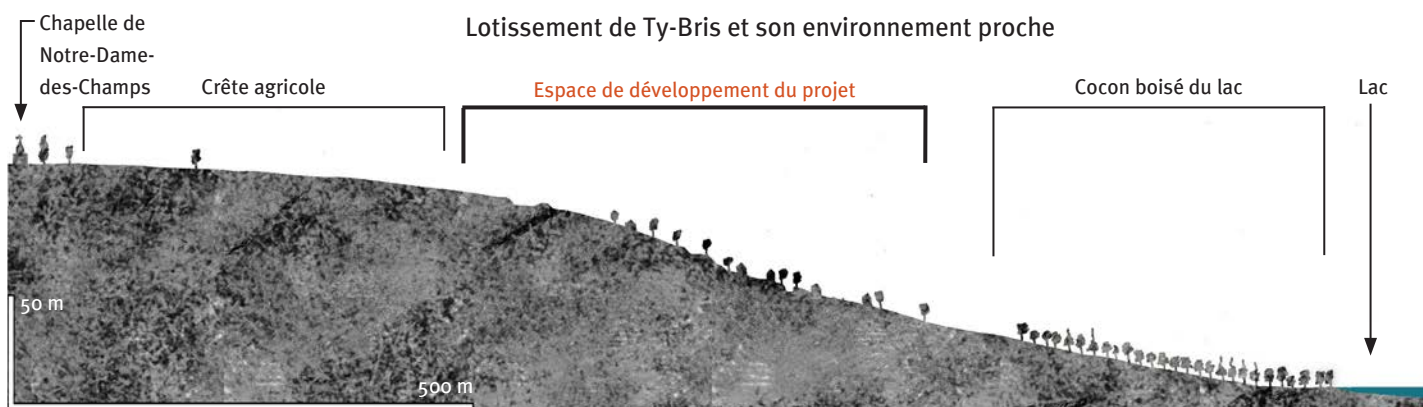 Lotissement de Ty-Bris et son environnement proche
Chapelle de
Notre-Dame-
des-Champs
Crête agricole
Espace de développement du projet
Cocon boisé du lac
Lac
50 m
500 m